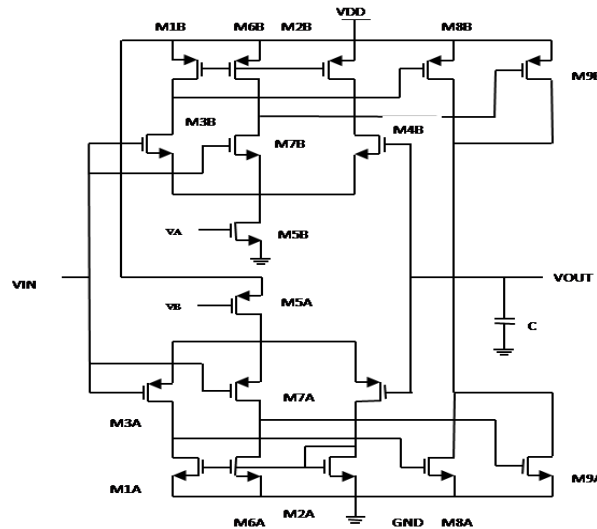 M1B M6B M2B VDD M8B
M9B
M3B M4B
M7B
VA M5B
VIN VOUT
VB M5A
C
M3A M7A
M1A M9A
M6A M2A GND M8A